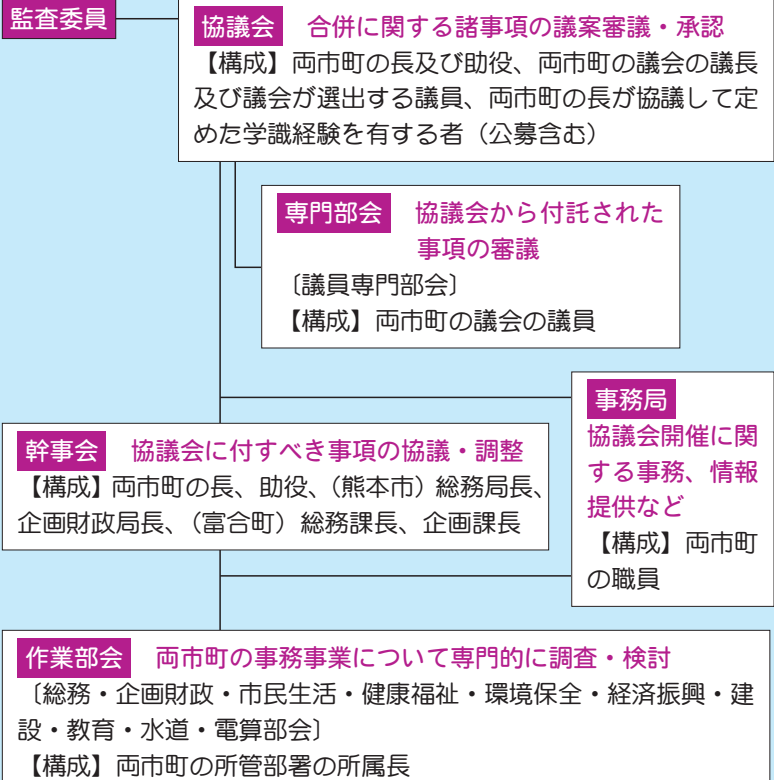 監査委員
協議会 合併に関する諸事項の議案審議・承認
【構成】両市町の長及び助役、両市町の議会の議長
及び議会が選出する議員、両市町の長が協議して定
めた学識経験を有する者（公募含む）
専門部会 協議会から付託された
事項の審議
〔議員専門部会〕
【構成】両市町の議会の議員
事務局
協議会開催に関
する事務、情報
提供など
【構成】両市町
の職員
幹事会 協議会に付すべき事項の協議・調整
【構成】両市町の長、助役、（熊本市）総務局長、
企画財政局長、（富合町）総務課長、企画課長
作業部会 両市町の事務事業について専門的に調査・検討
〔総務・企画財政・市民生活・健康福祉・環境保全・経済振興・建
設・教育・水道・電算部会〕
【構成】両市町の所管部署の所属長